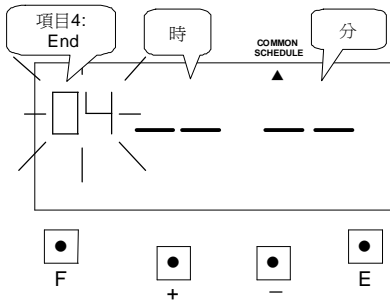 項目4:
End
時
COMMON
SCHEDULE
分
04
F
+
−
E